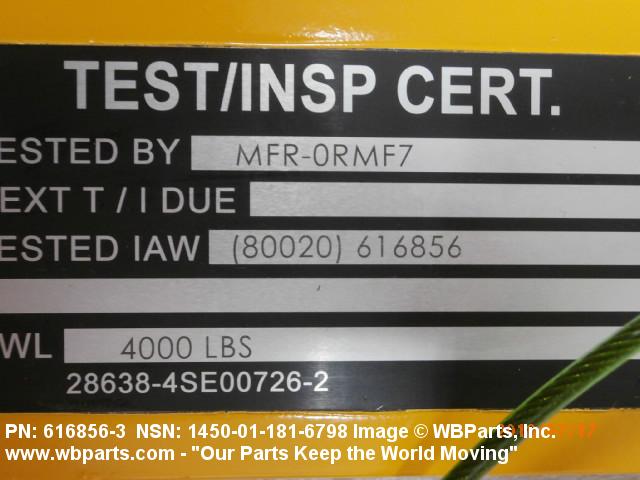 TEST/INSP CERT.
ESTED BY MFR-0RMF7
EXT T / I DUE
ESTED IAW (80020) 616856
WL 4000 LBS
28638-4SE00726-2
PN: 616856-3 NSN: 1450-01-181-6798 Image © WBParts, Inc.
www.wbparts.com - "Our Parts Keep the World Moving"